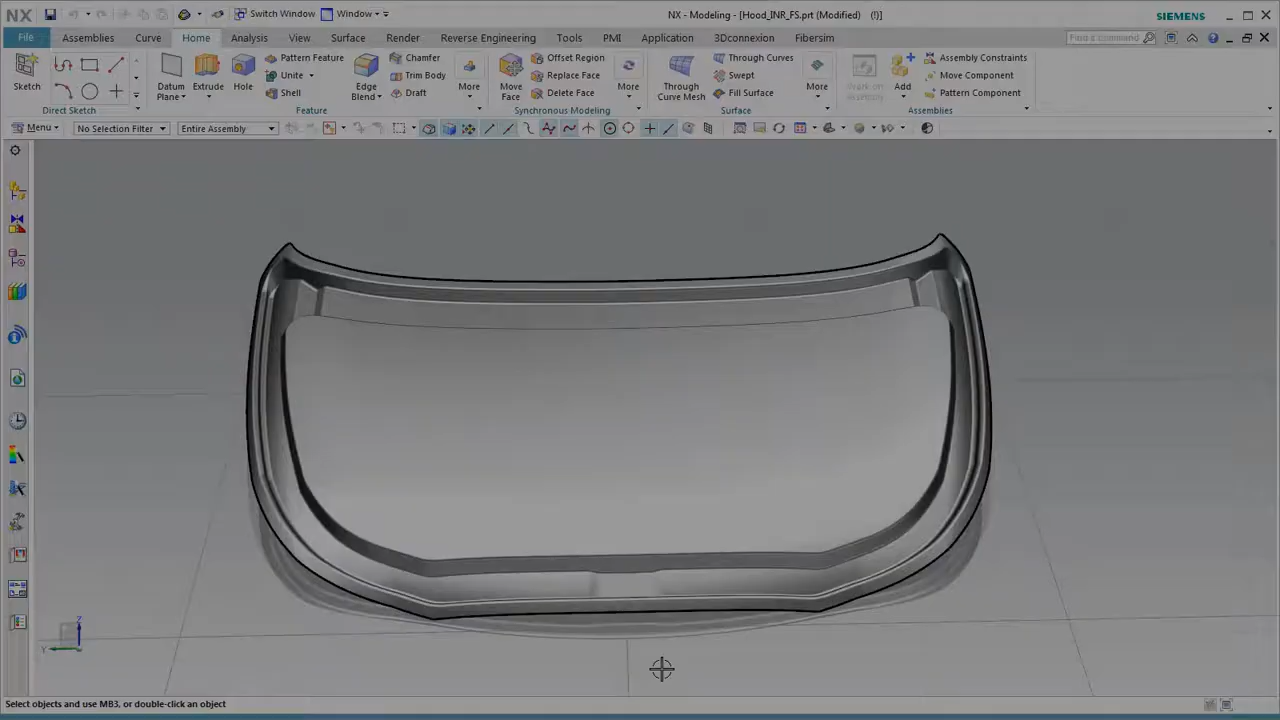 NX
Switch Window
Window
NX - Modeling - [Hood_INR_FS.prt (Modified) (!)]
SIEMENS
File
Assemblies
Curve
Home
Analysis
View
Surface
Render
Reverse Engineering
Tools
PMI
Application
3Dconnexion
Fibersim
Find a Command
Sketch
Datum
Plane
Extrude
Hole
Pattern Feature
Unite
Shell
Edge
Blend
Chamfer
Trim Body
Draft
More
Move
Face
Offset Region
Replace Face
Delete Face
More
Through
Curve Mesh
Through Curves
Swept
Fill Surface
More
Add
Assembly Constraints
Move Component
Pattern Component
Direct Sketch
Feature
Synchronous Modeling
Surface
Assemblies
Menu
No Selection Filter
Entire Assembly
Z
Y
Select objects and use MB3, or double-click an object